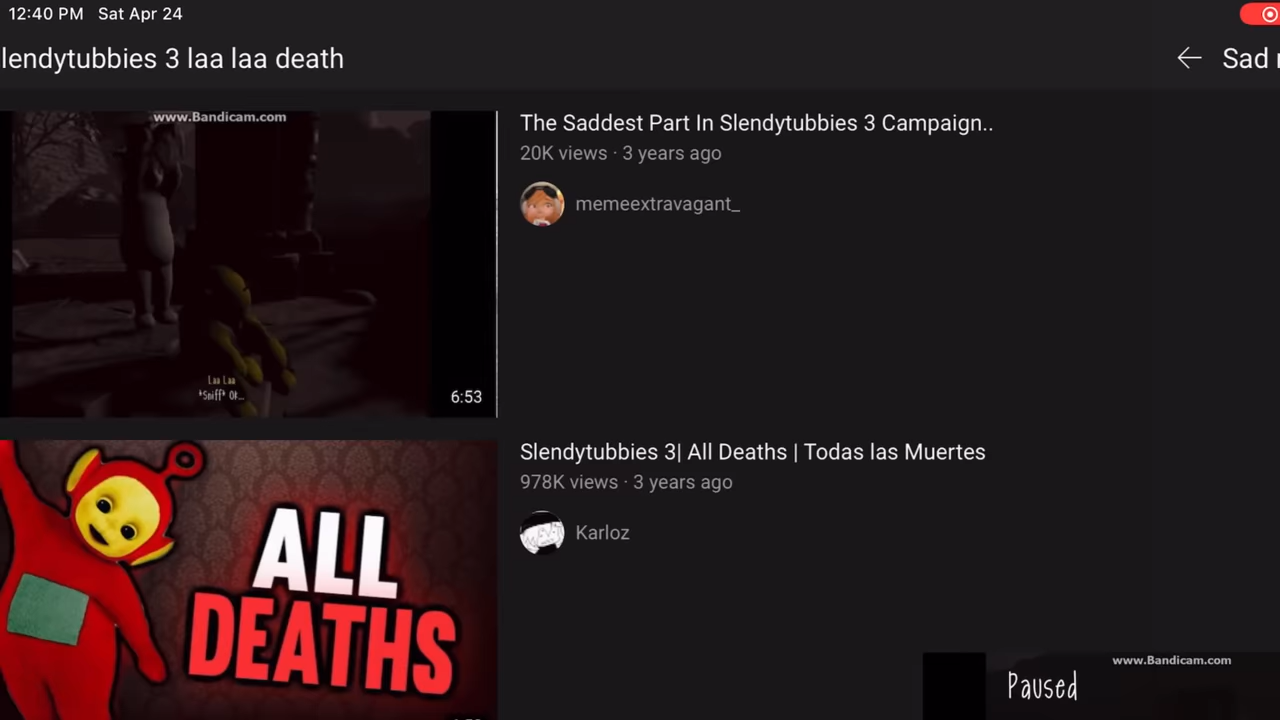 12:40 PM Sat Apr 24
lendytubbies 3 laa laa death
Sad
www.Bandicam.com
Laa Laa
*Sniff* Ok...
6:53
The Saddest Part In Slendytubbies 3 Campaign..
20K views · 3 years ago
memeextravagant_
ALL
DEATHS
Slendytubbies 3| All Deaths | Todas las Muertes
978K views · 3 years ago
Karloz
www.Bandicam.com
Paused